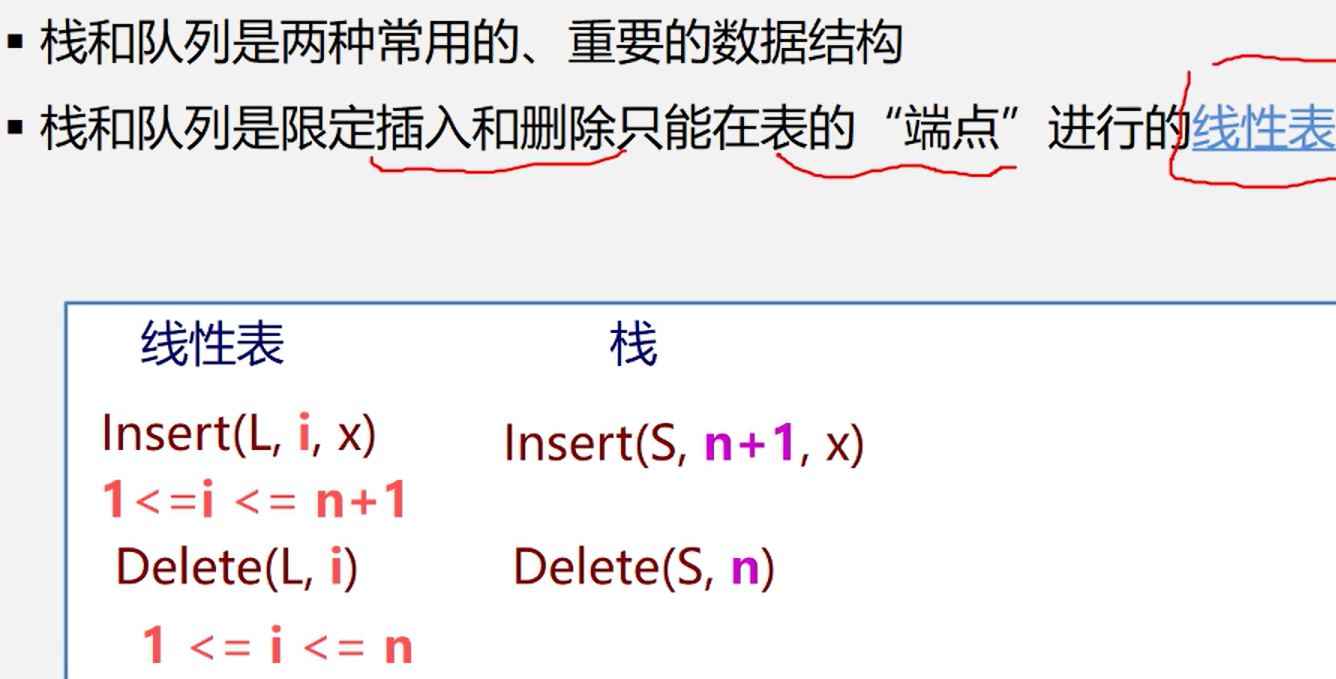 ▪ 栈和队列是两种常用的、重要的数据结构
▪ 栈和队列是限定插入和删除只能在表的“端点”进行的线性表
线性表 栈
Insert(L, i, x) Insert(S, n+1, x)
1<=i <= n+1
Delete(L, i) Delete(S, n)
1 <= i <= n